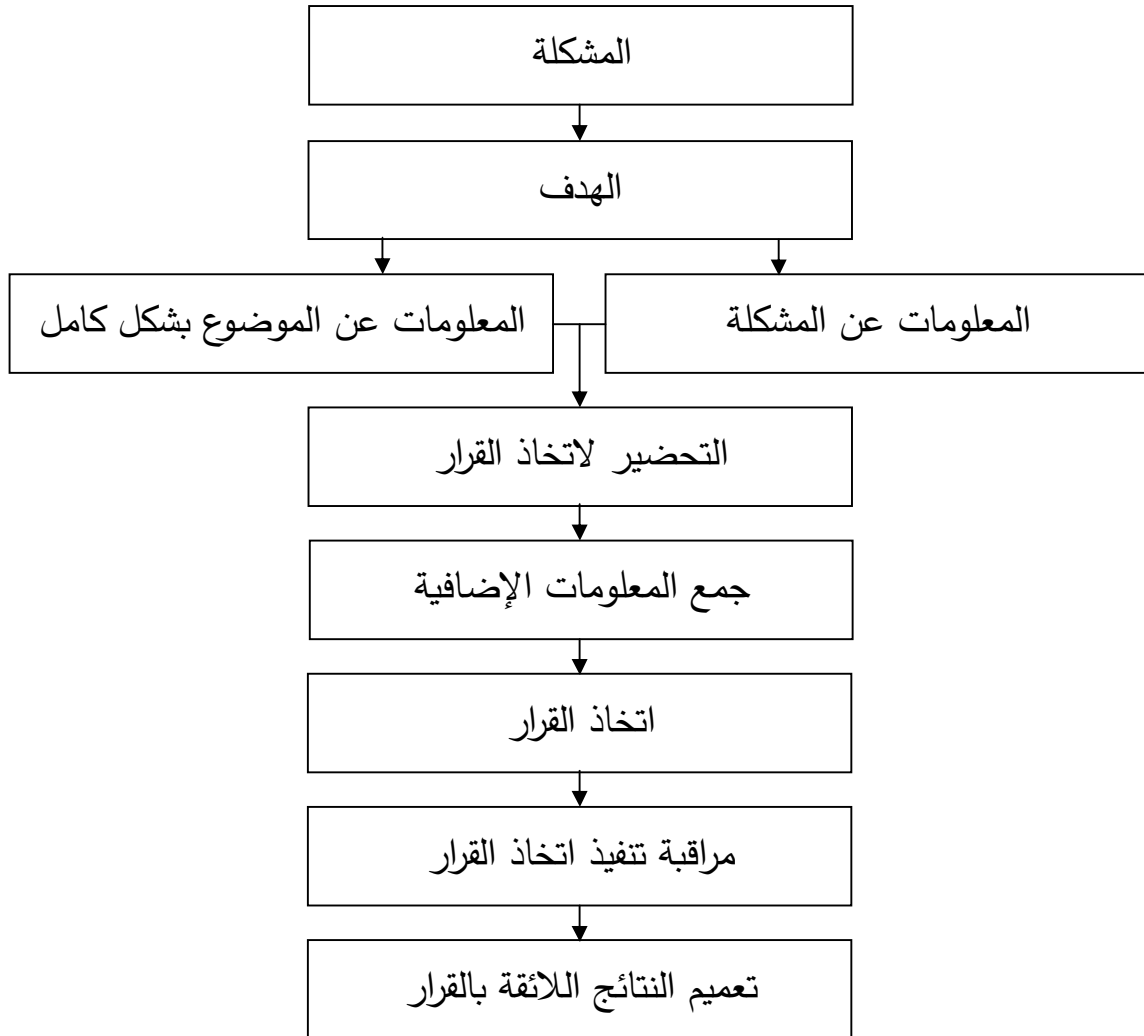 المشكلة
الهدف
المعلومات عن المشكلة
المعلومات عن الموضوع بشكل كامل
التحضير لاتخاذ القرار
جمع المعلومات الإضافية
اتخاذ القرار
مراقبة تنفيذ اتخاذ القرار
تعميم النتائج اللائقة بالقرار